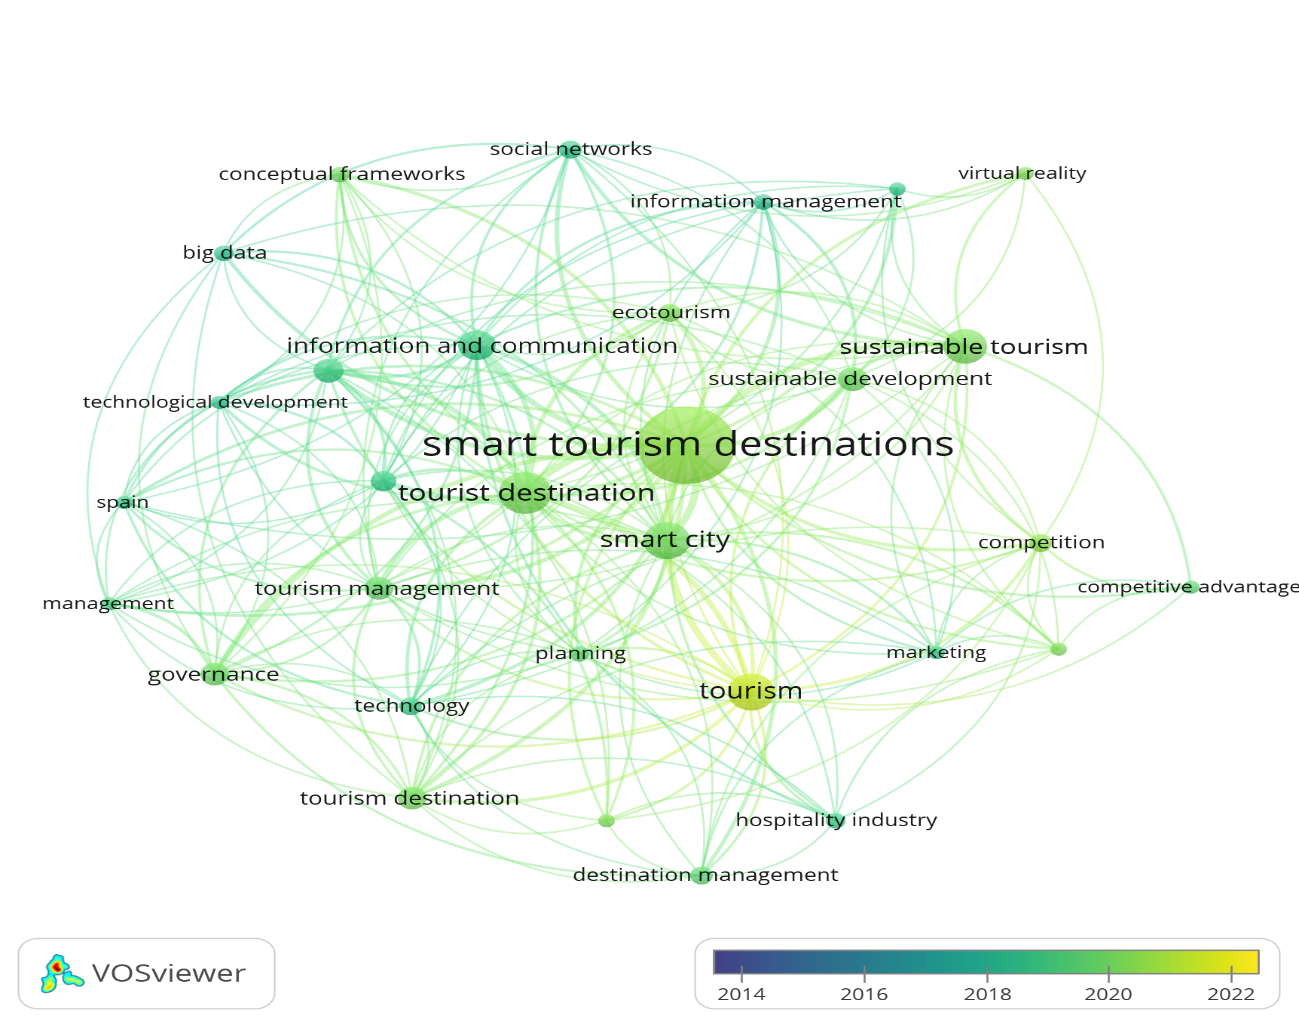 social networks
conceptual frameworks
virtual reality
information management
big data
ecotourism
information and communication
sustainable tourism
sustainable development
technological development
smart tourism destinations
tourist destination
spain
smart city
competition
tourism management
competitive advantage
management
planning
marketing
governance
tourism
technology
tourism destination
hospitality industry
destination management
VOSviewer
2014 2016 2018 2020 2022